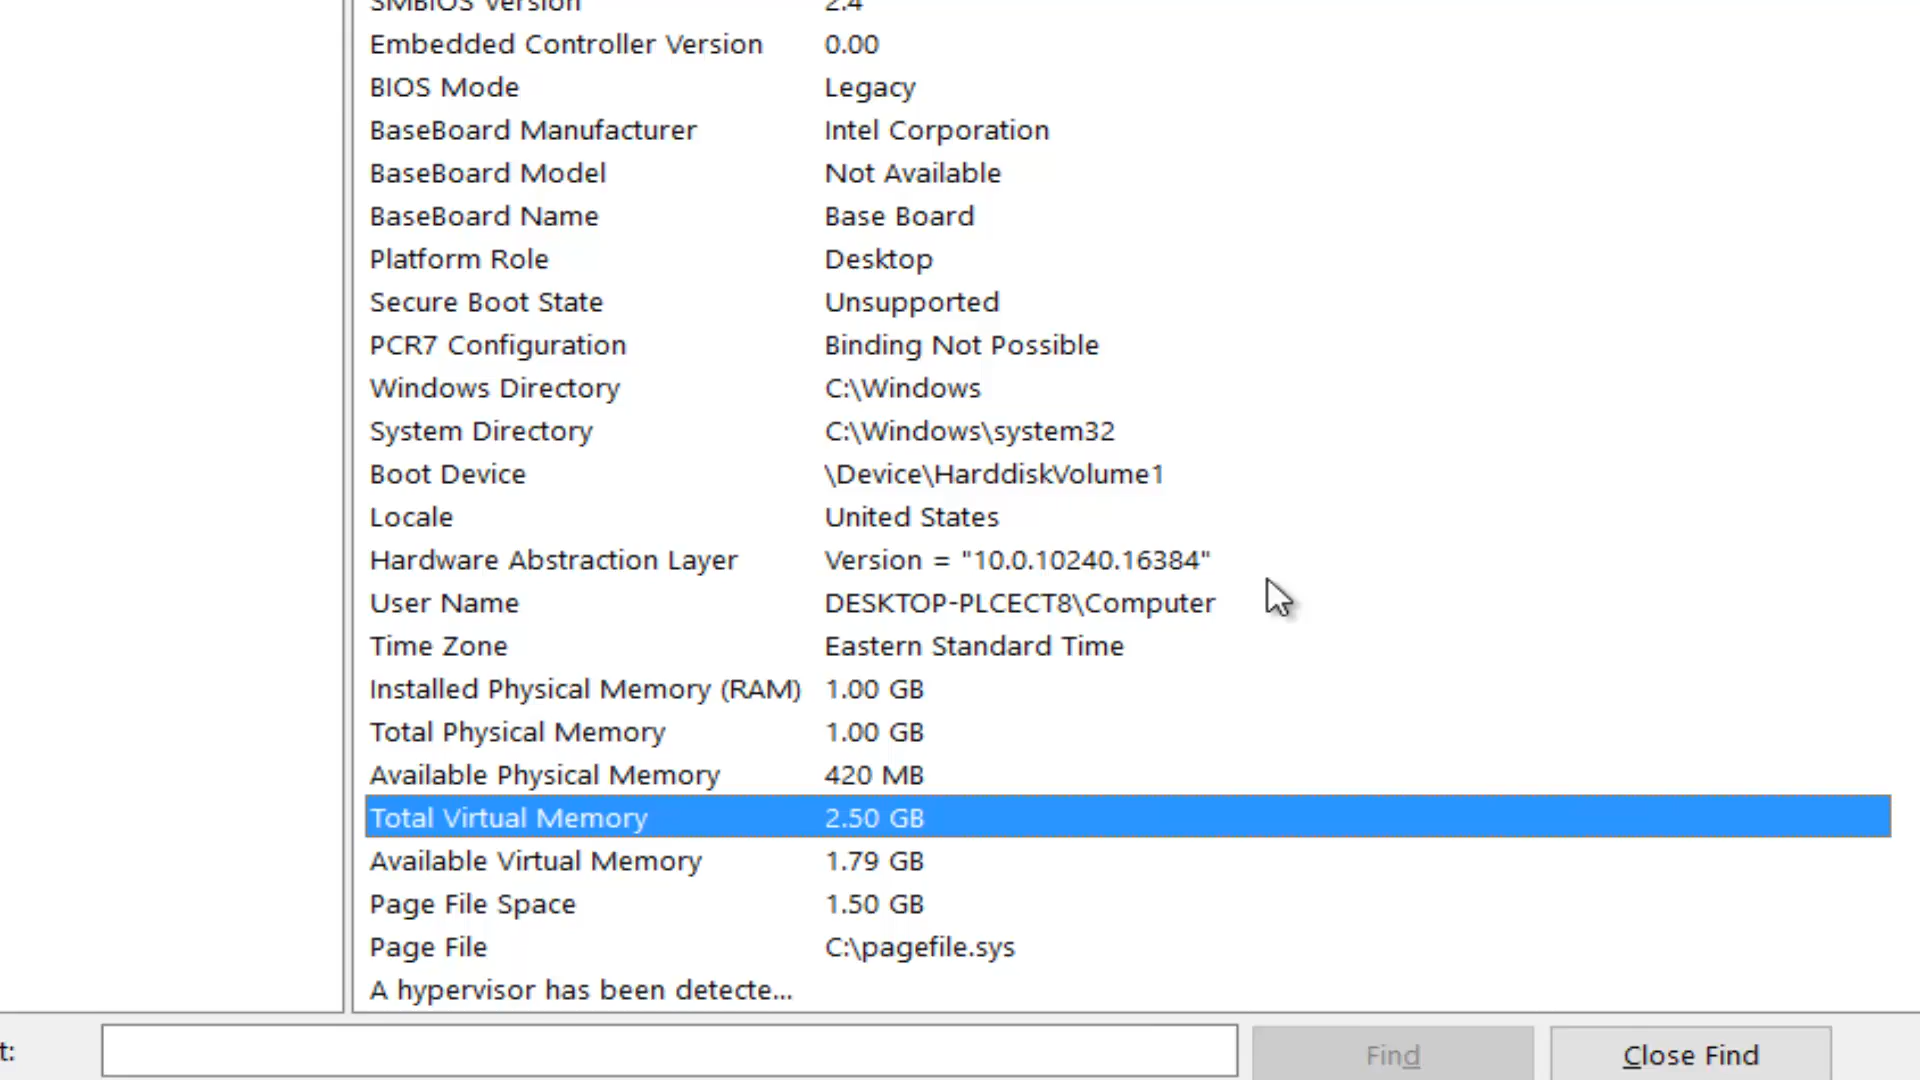 SMBIOS Version 2.4
Embedded Controller Version 0.00
BIOS Mode Legacy
BaseBoard Manufacturer Intel Corporation
BaseBoard Model Not Available
BaseBoard Name Base Board
Platform Role Desktop
Secure Boot State Unsupported
PCR7 Configuration Binding Not Possible
Windows Directory C:\Windows
System Directory C:\Windows\system32
Boot Device \Device\HarddiskVolume1
Locale United States
Hardware Abstraction Layer Version = "10.0.10240.16384"
User Name DESKTOP-PLCECT8\Computer
Time Zone Eastern Standard Time
Installed Physical Memory (RAM) 1.00 GB
Total Physical Memory 1.00 GB
Available Physical Memory 420 MB
Total Virtual Memory 2.50 GB
Available Virtual Memory 1.79 GB
Page File Space 1.50 GB
Page File C:\pagefile.sys
A hypervisor has been detecte...
t: Find Close Find